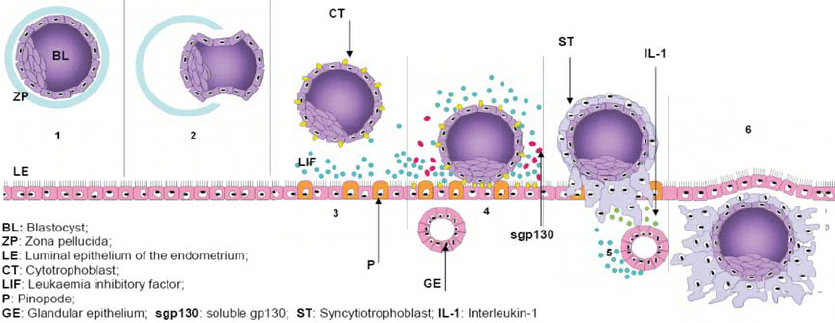 CT
ST
IL-1
BL
ZP
1
2
6
LIF
LE
3
4
sgp130
5
P
GE
BL: Blastocyst;
ZP: Zona pellucida;
LE: Luminal epithelium of the endometrium;
CT: Cytotrophoblast;
LIF: Leukaemia inhibitory factor;
P: Pinopode;
GE: Glandular epithelium; sgp130: soluble gp130; ST: Syncytiotrophoblast; IL-1: Interleukin-1